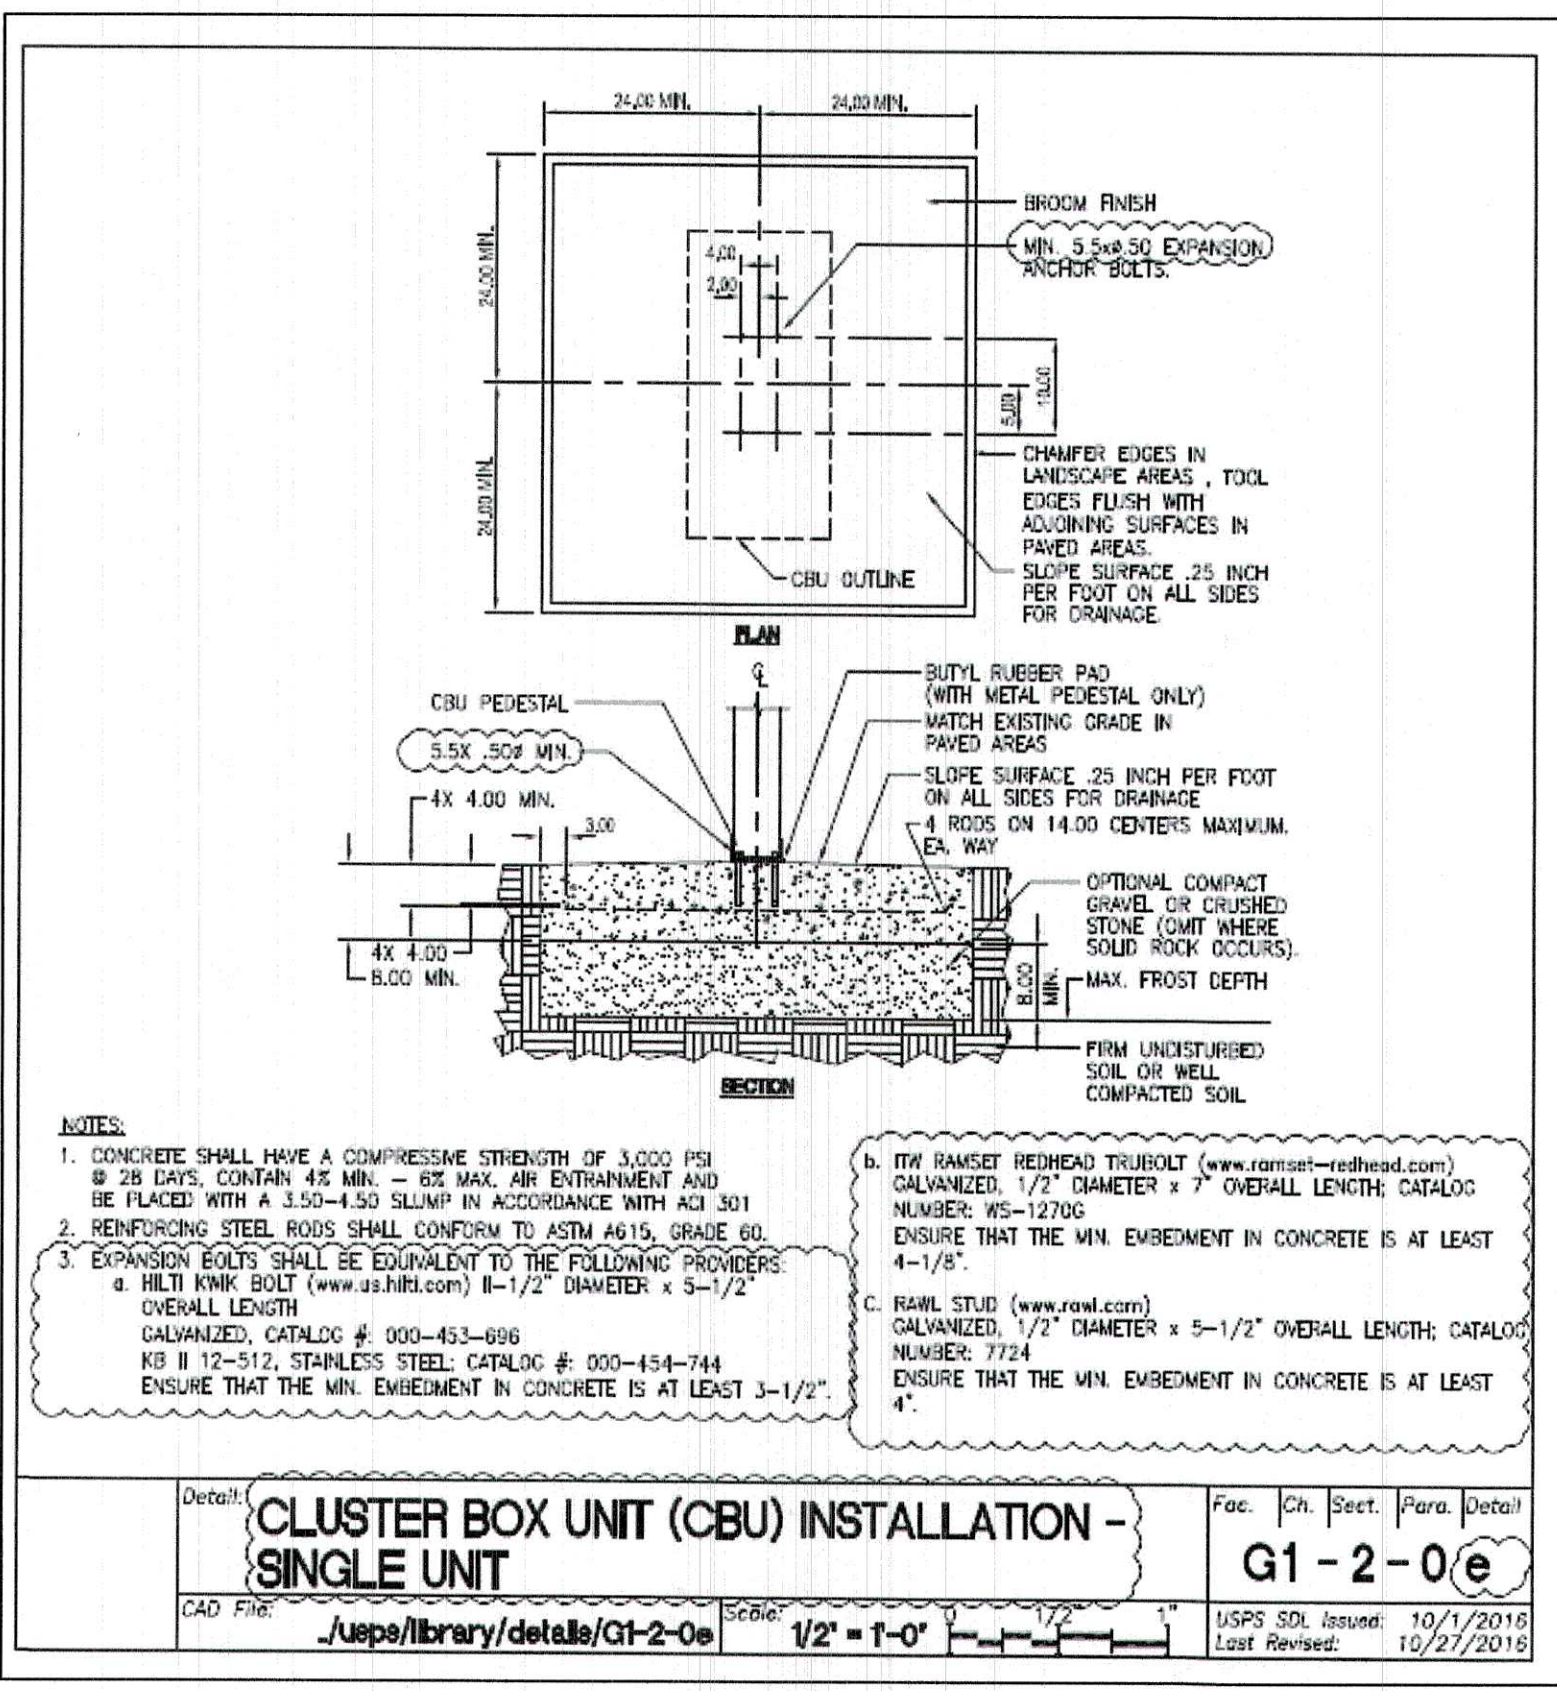 24.00 MIN.
24.00 MIN.
24.00 MIN.
24.00 MIN.
4.00
2.00
BROOM FINISH
MIN. 5.5xø.50 EXPANSION
ANCHOR BOLTS.
10.00
5.00
CHAMFER EDGES IN
LANDSCAPE AREAS , TOOL
EDGES FLUSH WITH
ADJOINING SURFACES IN
PAVED AREAS.
SLOPE SURFACE .25 INCH
PER FOOT ON ALL SIDES
FOR DRAINAGE.
CBU OUTLINE
PLAN
CL
CBU PEDESTAL
5.5X .50ø MIN.
4X 4.00 MIN.
3.00
BUTYL RUBBER PAD
(WITH METAL PEDESTAL ONLY)
MATCH EXISTING GRADE IN
PAVED AREAS
SLOPE SURFACE .25 INCH PER FOOT
ON ALL SIDES FOR DRAINAGE
4 RODS ON 14.00 CENTERS MAXIMUM.
EA. WAY
OPTIONAL COMPACT
GRAVEL OR CRUSHED
STONE (OMIT WHERE
SOLID ROCK OCCURS).
4X 4.00
8.00 MIN.
8.00
MIN.
MAX. FROST DEPTH
FIRM UNDISTURBED
SOIL OR WELL
COMPACTED SOIL
SECTION
NOTES:
1. CONCRETE SHALL HAVE A COMPRESSIVE STRENGTH OF 3,000 PSI
@ 28 DAYS, CONTAIN 4% MIN. – 6% MAX. AIR ENTRAINMENT AND
BE PLACED WITH A 3.50–4.50 SLUMP IN ACCORDANCE WITH ACI 301
2. REINFORCING STEEL RODS SHALL CONFORM TO ASTM A615, GRADE 60.
3. EXPANSION BOLTS SHALL BE EQUIVALENT TO THE FOLLOWING PROVIDERS:
a. HILTI KWIK BOLT (www.us.hilti.com) II–1/2" DIAMETER x 5–1/2"
OVERALL LENGTH
GALVANIZED, CATALOG #: 000–453–696
KB II 12–512, STAINLESS STEEL; CATALOG #: 000–454–744
ENSURE THAT THE MIN. EMBEDMENT IN CONCRETE IS AT LEAST 3–1/2".
b. ITW RAMSET REDHEAD TRUBOLT (www.ramset–redhead.com)
GALVANIZED, 1/2" DIAMETER x 7" OVERALL LENGTH; CATALOG
NUMBER: WS–1270G
ENSURE THAT THE MIN. EMBEDMENT IN CONCRETE IS AT LEAST
4–1/8".
C. RAWL STUD (www.rawl.com)
GALVANIZED, 1/2" DIAMETER x 5–1/2" OVERALL LENGTH; CATALOG
NUMBER: 7724
ENSURE THAT THE MIN. EMBEDMENT IN CONCRETE IS AT LEAST
4".
Detail:
CLUSTER BOX UNIT (CBU) INSTALLATION -
SINGLE UNIT
Fac. Ch. Sect. Para. Detail
G1 - 2 - 0 e
CAD File:
../usps/library/details/G1-2-0e
Scale:
1/2" = 1'-0"
0 1/2" 1"
USPS SDL Issued: 10/1/2016
Last Revised: 10/27/2016